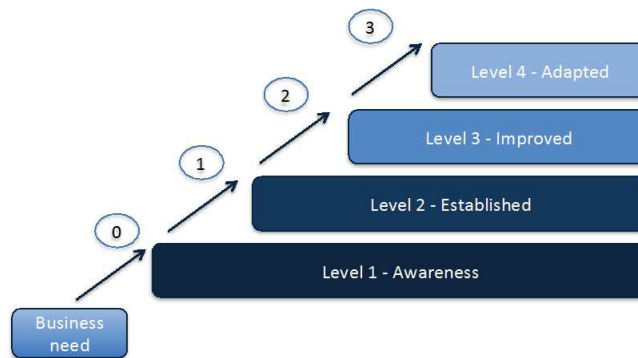 3
Level 4 - Adapted
2
Level 3 - Improved
1
Level 2 - Established
0
Level 1 - Awareness
Business
need